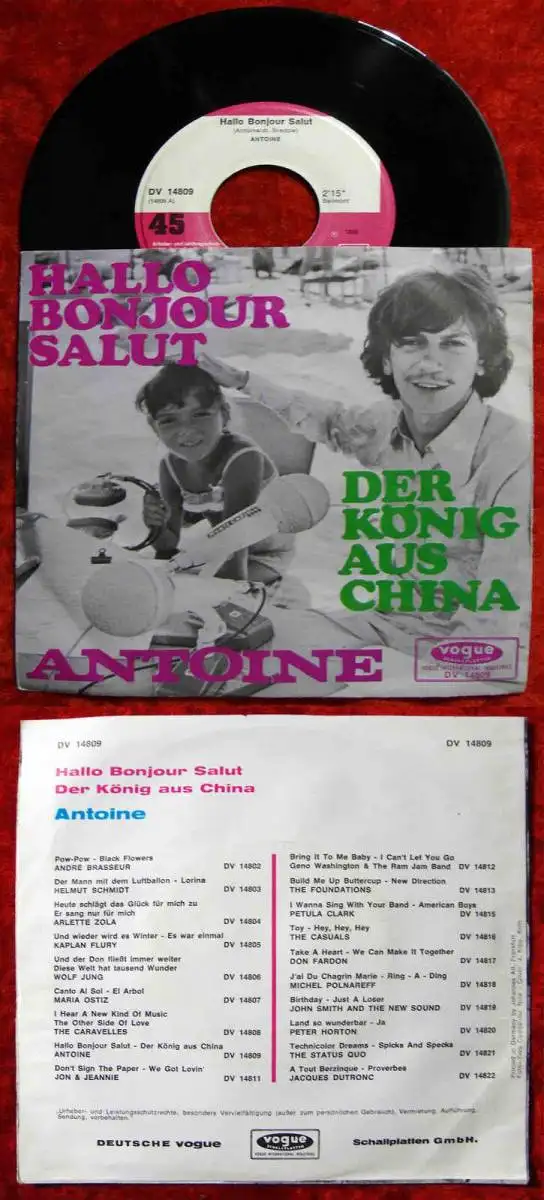 Hallo Bonjour Salut
ANTOINE
DV 14809
(14809 A)
2'15"
45
HALLO
BONJOUR
SALUT
DER
KÖNIG
AUS
CHINA
ANTOINE
vogue
SCHALLPLATTEN
VOGUE INTERNATIONAL INDUSTRIES
DV 14809
DV 14809
DV 14809
Hallo Bonjour Salut
Der König aus China
Antoine
Pow-Pow - Black Flowers
ANDRÉ BRASSEUR DV 14802
Der Mann mit dem Luftballon - Lorina
HELMUT SCHMIDT DV 14803
Heute schlägt das Glück für mich zu
Er sang nur für mich
ARLETTE ZOLA DV 14804
Und wieder wird es Winter - Es war einmal
KAPLAN FLURY DV 14805
Und der Don fließt immer weiter
Diese Welt hat tausend Wunder
WOLF JUNG DV 14806
Canto Al Sol - El Arbol
MARIA OSTIZ DV 14807
I Hear A New Kind Of Music
The Other Side Of Love
THE CARAVELLES DV 14808
Hallo Bonjour Salut - Der König aus China
ANTOINE DV 14809
Don't Sign The Paper - We Got Lovin'
JON & JEANNIE DV 14811
Bring It To Me Baby - I Can't Let You Go
Geno Washington & The Ram Jam Band DV 14812
Build Me Up Buttercup - New Direction
THE FOUNDATIONS DV 14813
I Wanna Sing With Your Band - American Boys
PETULA CLARK DV 14815
Toy - Hey, Hey, Hey
THE CASUALS DV 14816
Take A Heart - We Can Make It Together
DON FARDON DV 14817
J'ai Du Chagrin Marie - Ring - A - Ding
MICHEL POLNAREFF DV 14818
Birthday - Just A Loser
JOHN SMITH AND THE NEW SOUND DV 14819
Land so wunderbar - Ja
PETER HORTON DV 14820
Technicolor Dreams - Spicks And Specks
THE STATUS QUO DV 14821
A Tout Berzinque - Proverbes
JACQUES DUTRONC DV 14822
Urheber- und Leistungsschutzrechte, besonders Vervielfältigung (außer zum persönlichen Gebrauch), Vermietung, Aufführung,
Sendung, vorbehalten.
DEUTSCHE vogue
vogue
SCHALLPLATTEN
VOGUE INTERNATIONAL INDUSTRIES
Schallplatten GmbH.